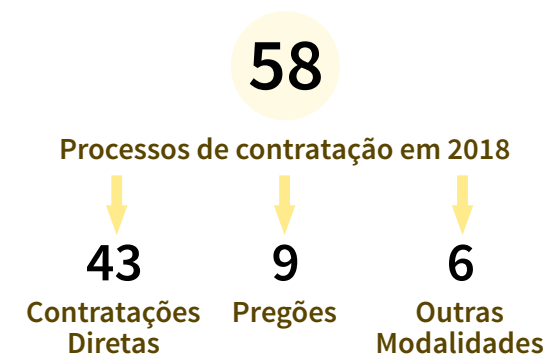 58
Processos de contratação em 2018
43
9
6
Contratações
Diretas
Pregões
Outras
Modalidades